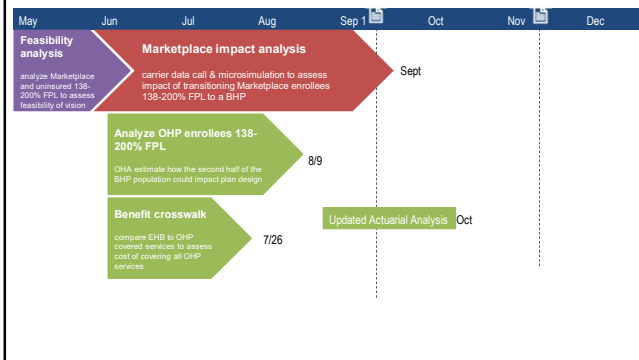 May Jun Jul Aug Sep 1 Oct Nov Dec
Feasibility
analysis
analyze Marketplace
and uninsured 138-
200% FPL to assess
feasibility of vision
Marketplace impact analysis
carrier data call & microsimulation to assess
impact of transitioning Marketplace enrollees
138-200% FPL to a BHP
Sept
Analyze OHP enrollees 138-
200% FPL
OHA estimate how the second half of the
BHP population could impact plan design
8/9
Benefit crosswalk
compare EHB to OHP
covered services to assess
cost of covering all OHP
services
7/26
Updated Actuarial Analysis
Oct